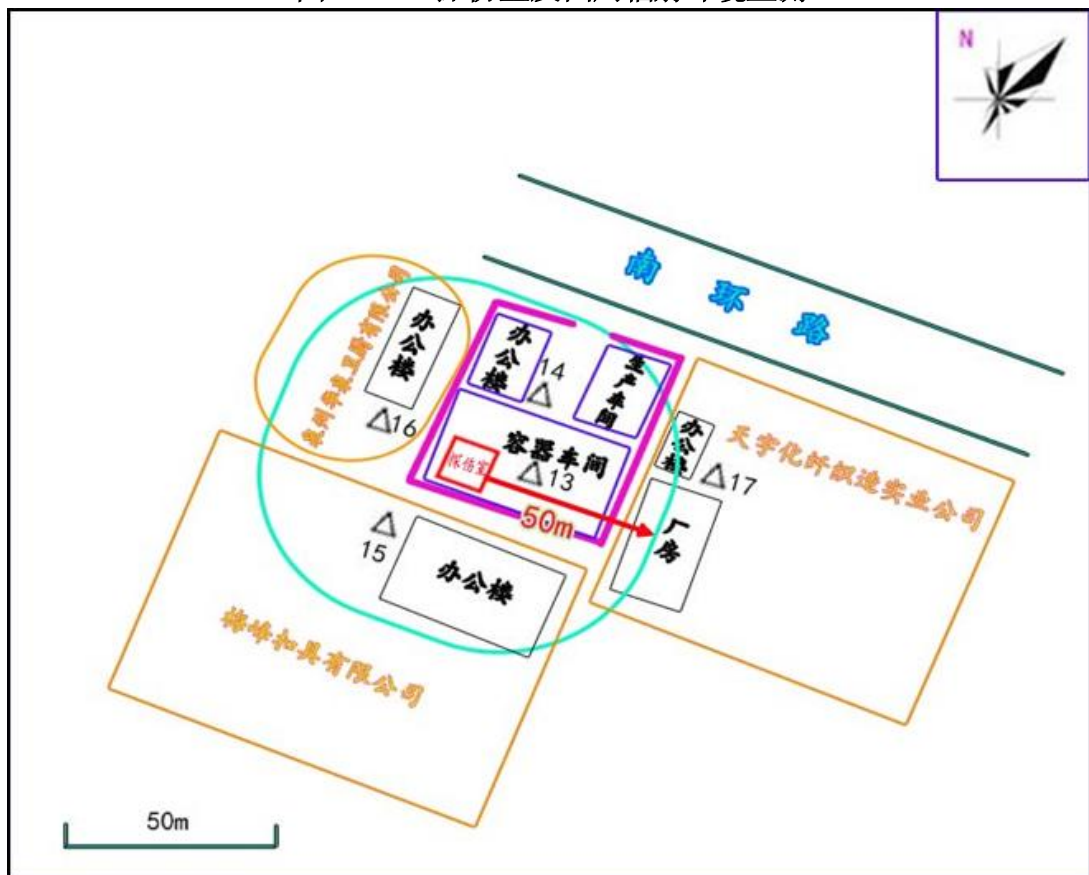 N
南环路
办公楼
14
生产车间
办公楼
16
容器车间
探伤室
13
50m
办公楼
17
天宇化纤织造实业公司
厂房
15
办公楼
梅峰扣具有限公司
50m